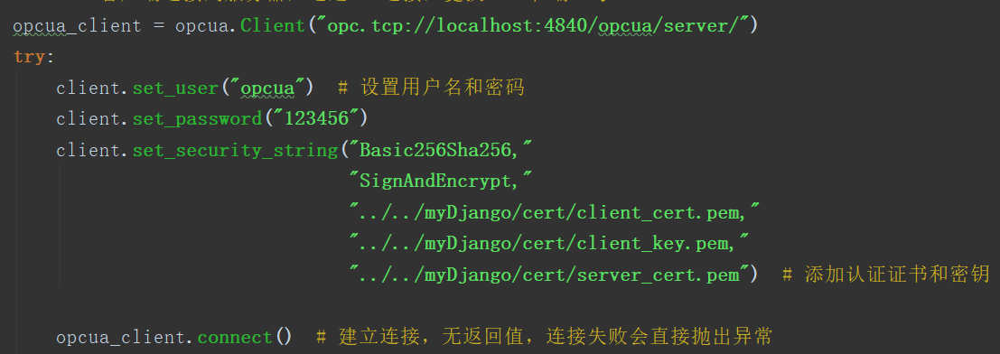 opcua_client = opcua.Client("opc.tcp://localhost:4840/opcua/server/")
try:
    client.set_user("opcua")  # 设置用户名和密码
    client.set_password("123456")
    client.set_security_string("Basic256Sha256,"
                               "SignAndEncrypt,"
                               "../../myDjango/cert/client_cert.pem,"
                               "../../myDjango/cert/client_key.pem,"
                               "../../myDjango/cert/server_cert.pem")  # 添加认证证书和密钥
    opcua_client.connect()  # 建立连接，无返回值，连接失败会直接抛出异常